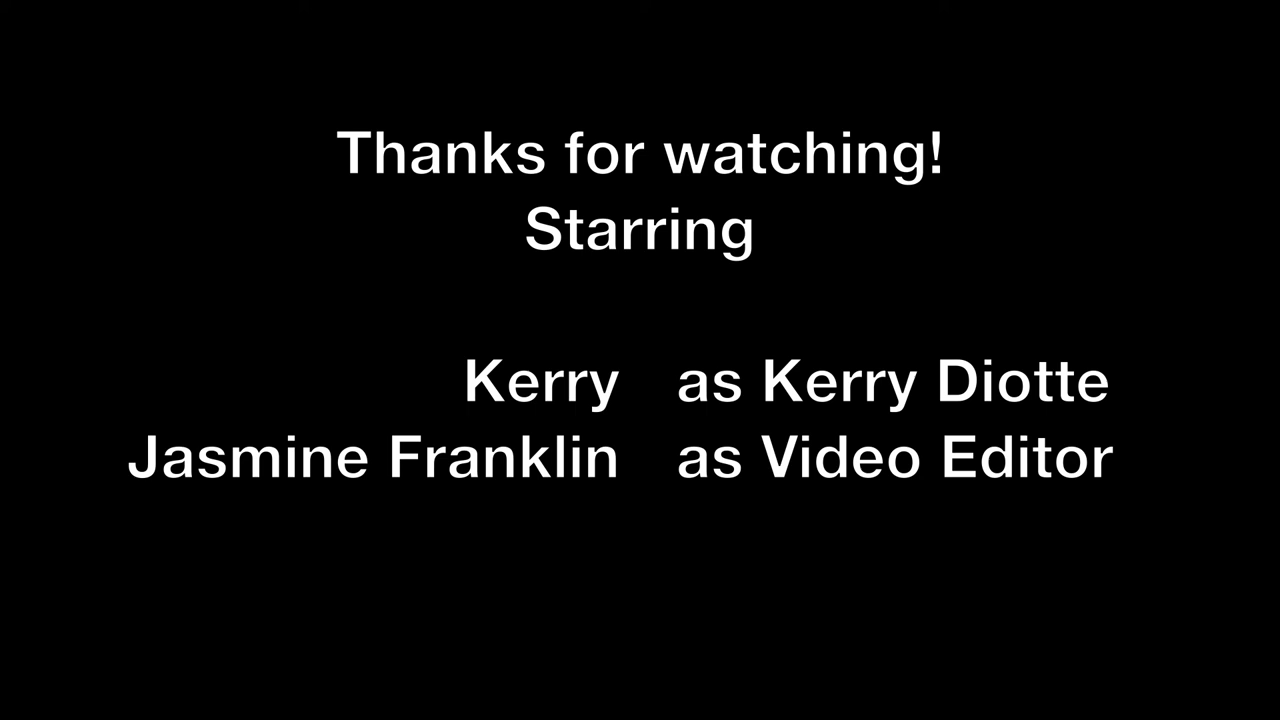 Thanks for watching!
Starring
Kerry as Kerry Diotte
Jasmine Franklin as Video Editor